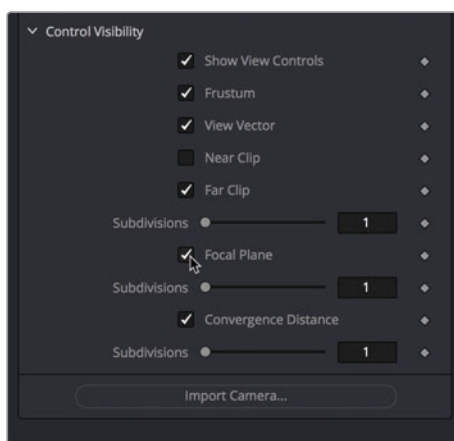 Control Visibility
Show View Controls
Frustum
View Vector
Near Clip
Far Clip
Subdivisions 1
Focal Plane
Subdivisions 1
Convergence Distance
Subdivisions 1
Import Camera...